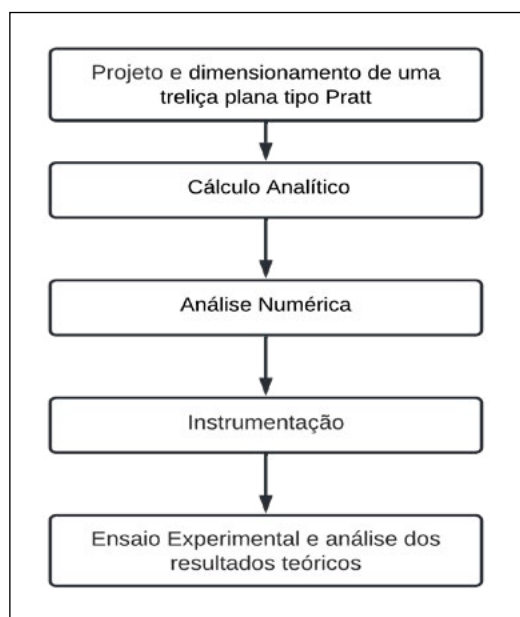 Projeto e dimensionamento de uma
treliça plana tipo Pratt
Cálculo Analítico
Análise Numérica
Instrumentação
Ensaio Experimental e análise dos
resultados teóricos